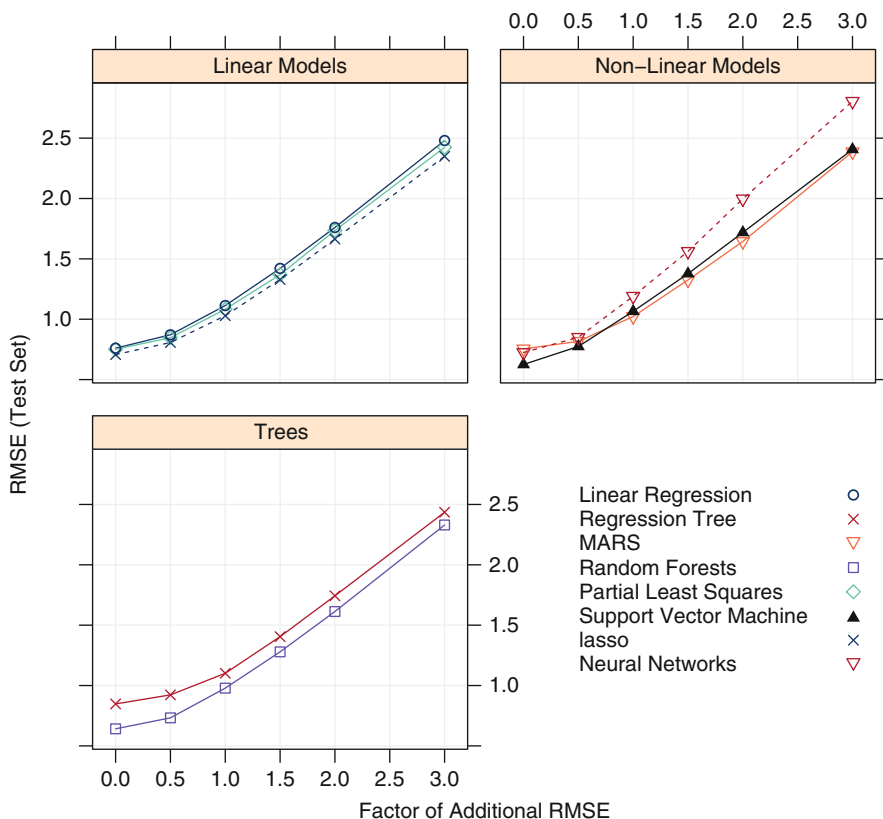 0.0 0.5 1.0 1.5 2.0 2.5 3.0
Linear Models
Non−Linear Models
2.5
2.0
1.5
1.0
RMSE (Test Set)
Trees
2.5
2.0
1.5
1.0
0.0 0.5 1.0 1.5 2.0 2.5 3.0
Factor of Additional RMSE
Linear Regression
Regression Tree
MARS
Random Forests
Partial Least Squares
Support Vector Machine
lasso
Neural Networks